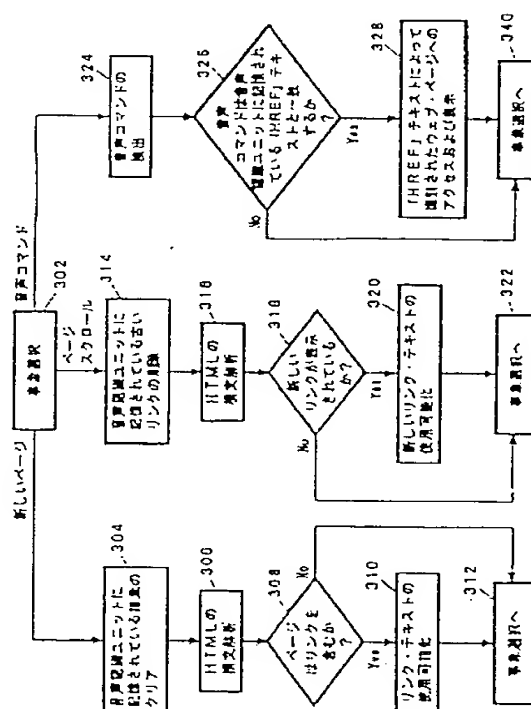 302
事象選択
新しいページ
ページ
スクロール
音声コマンド
304
音声認識ユニットに
記憶されている
クリア
306
HTMLの
構文解析
308
ページ
はリンクを
含むか
?
No
Yes
310
リンク・テキストの
使用可能化
312
事象選択へ
314
音声認識ユニットに
記憶されている古い
リンクの削除
316
HTMLの
構文解析
318
新しい
リンクが表示
されている
か?
No
Yes
320
新しいリンク・テキストの
使用可能化
322
事象選択へ
324
音声コマンドの
検出
326
音声
コマンドは音声
認識ユニットに記憶され
ている「HREF」テキ
ストと一致
するか
?
No
Yes
328
「HREF」テキストによって
識別されたウェブ・ページへの
アクセスおよび表示
340
事象選択へ